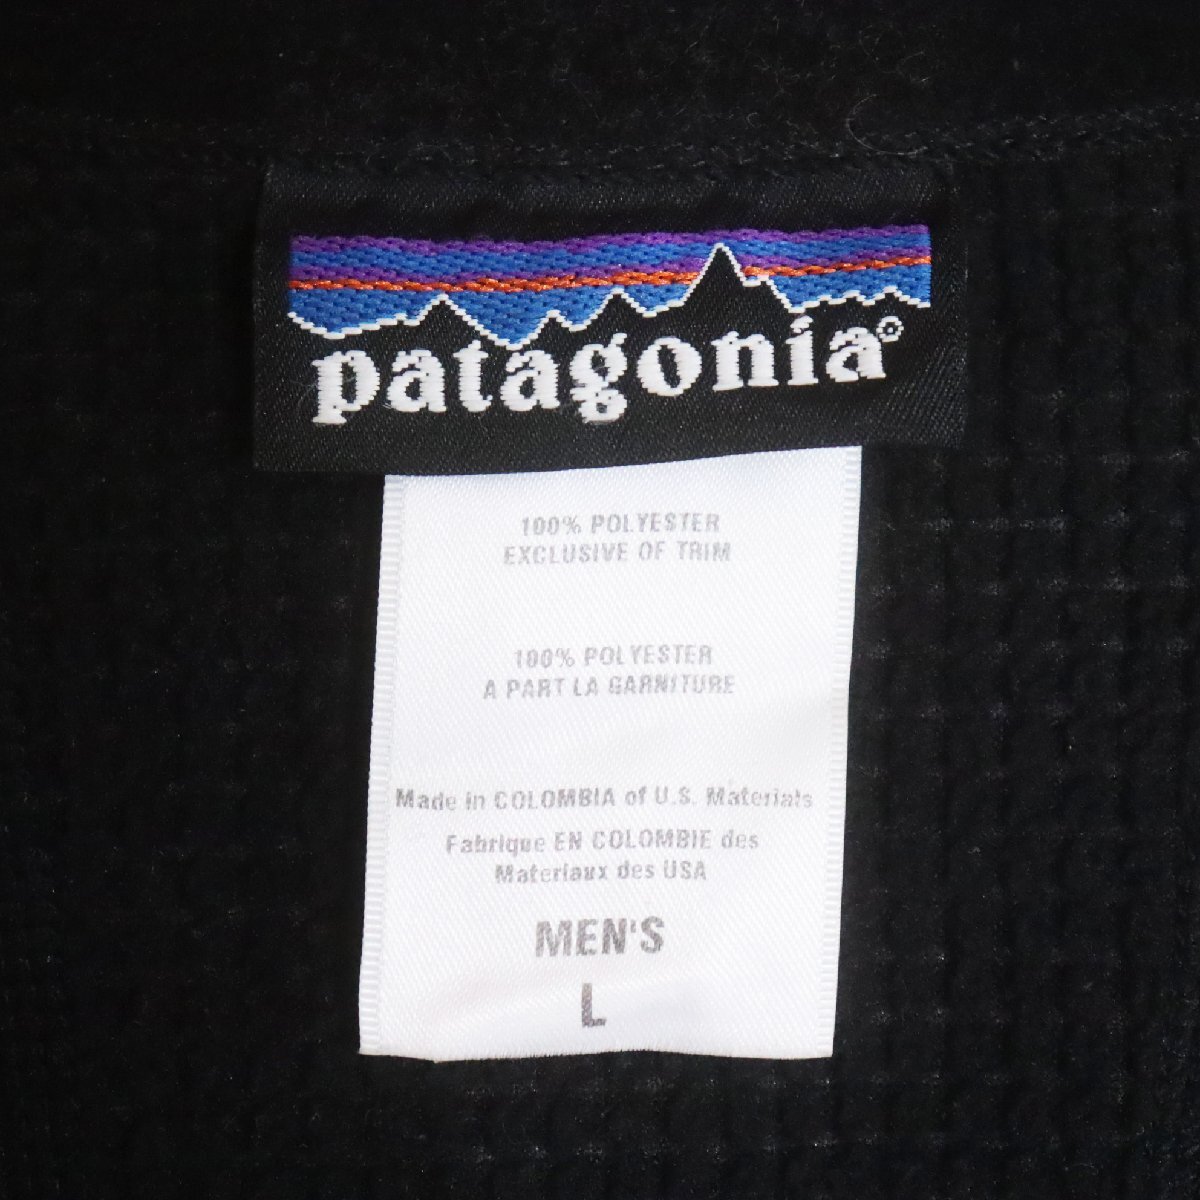 patagonia®
100% POLYESTER
EXCLUSIVE OF TRIM
100% POLYESTER
A PART LA GARNITURE
Made in COLOMBIA of U.S. Materials
Fabrique EN COLOMBIE des
Materiaux des USA
MEN'S
L